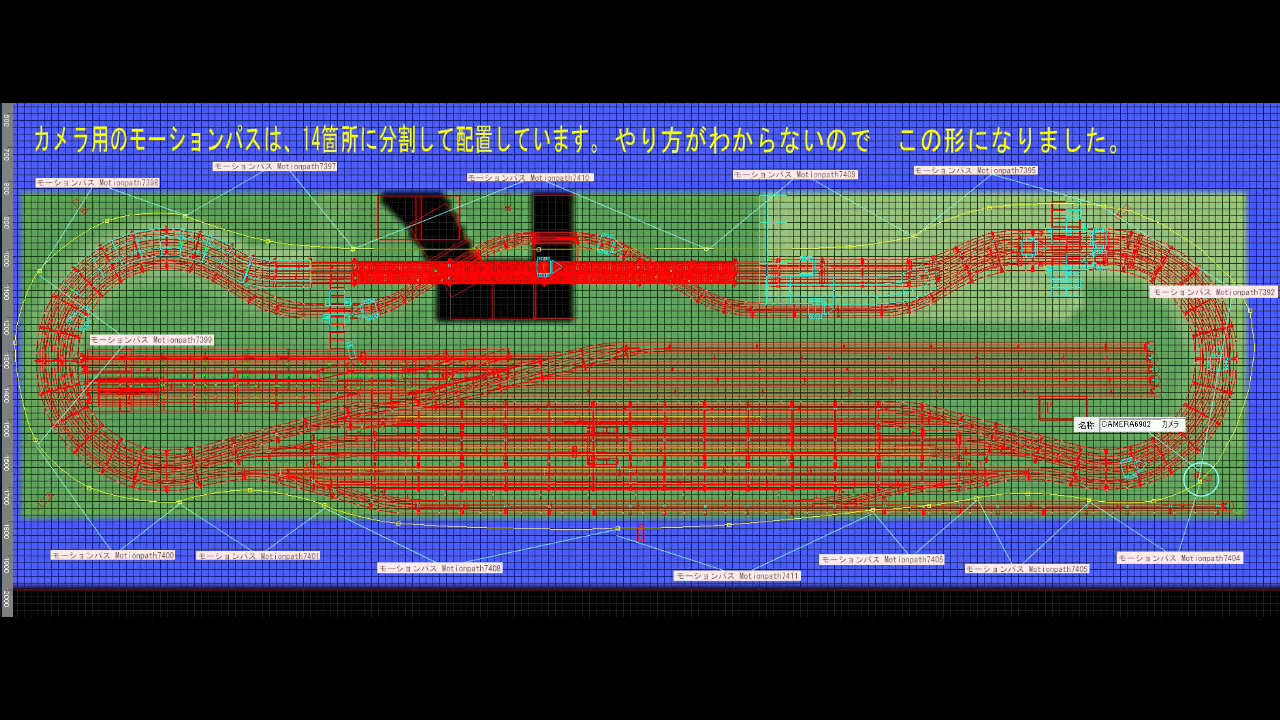 カメラ用のモーションパスは、14箇所に分割して配置しています。やり方がわからないので　この形になりました。
モーションパス Motionpath7397
モーションパス Motionpath7398
モーションパス Motionpath7410
モーションパス Motionpath7409
モーションパス Motionpath7395
モーションパス Motionpath7392
モーションパス Motionpath7399
名称 CAMERA6902 カメラ
モーションパス Motionpath7400
モーションパス Motionpath7401
モーションパス Motionpath7408
モーションパス Motionpath7411
モーションパス Motionpath7405
モーションパス Motionpath7405
モーションパス Motionpath7404